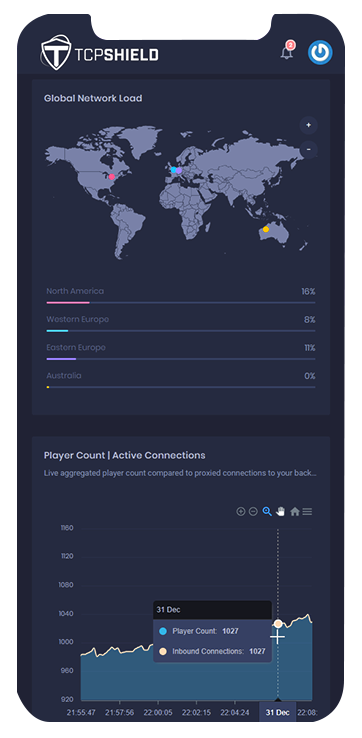 TCPSHIELD
2
Global Network Load
+
-
North America 16%
Western Europe 8%
Eastern Europe 11%
Australia 0%
Player Count | Active Connections
Live aggregated player count compared to proxied connections to your back...
1160
1120
1080
1040
1000
960
920
31 Dec
Player Count: 1027
Inbound Connections: 1027
21:55:47 21:57:56 22:00:05 22:02:15 22:04:24 31 Dec 22:08: